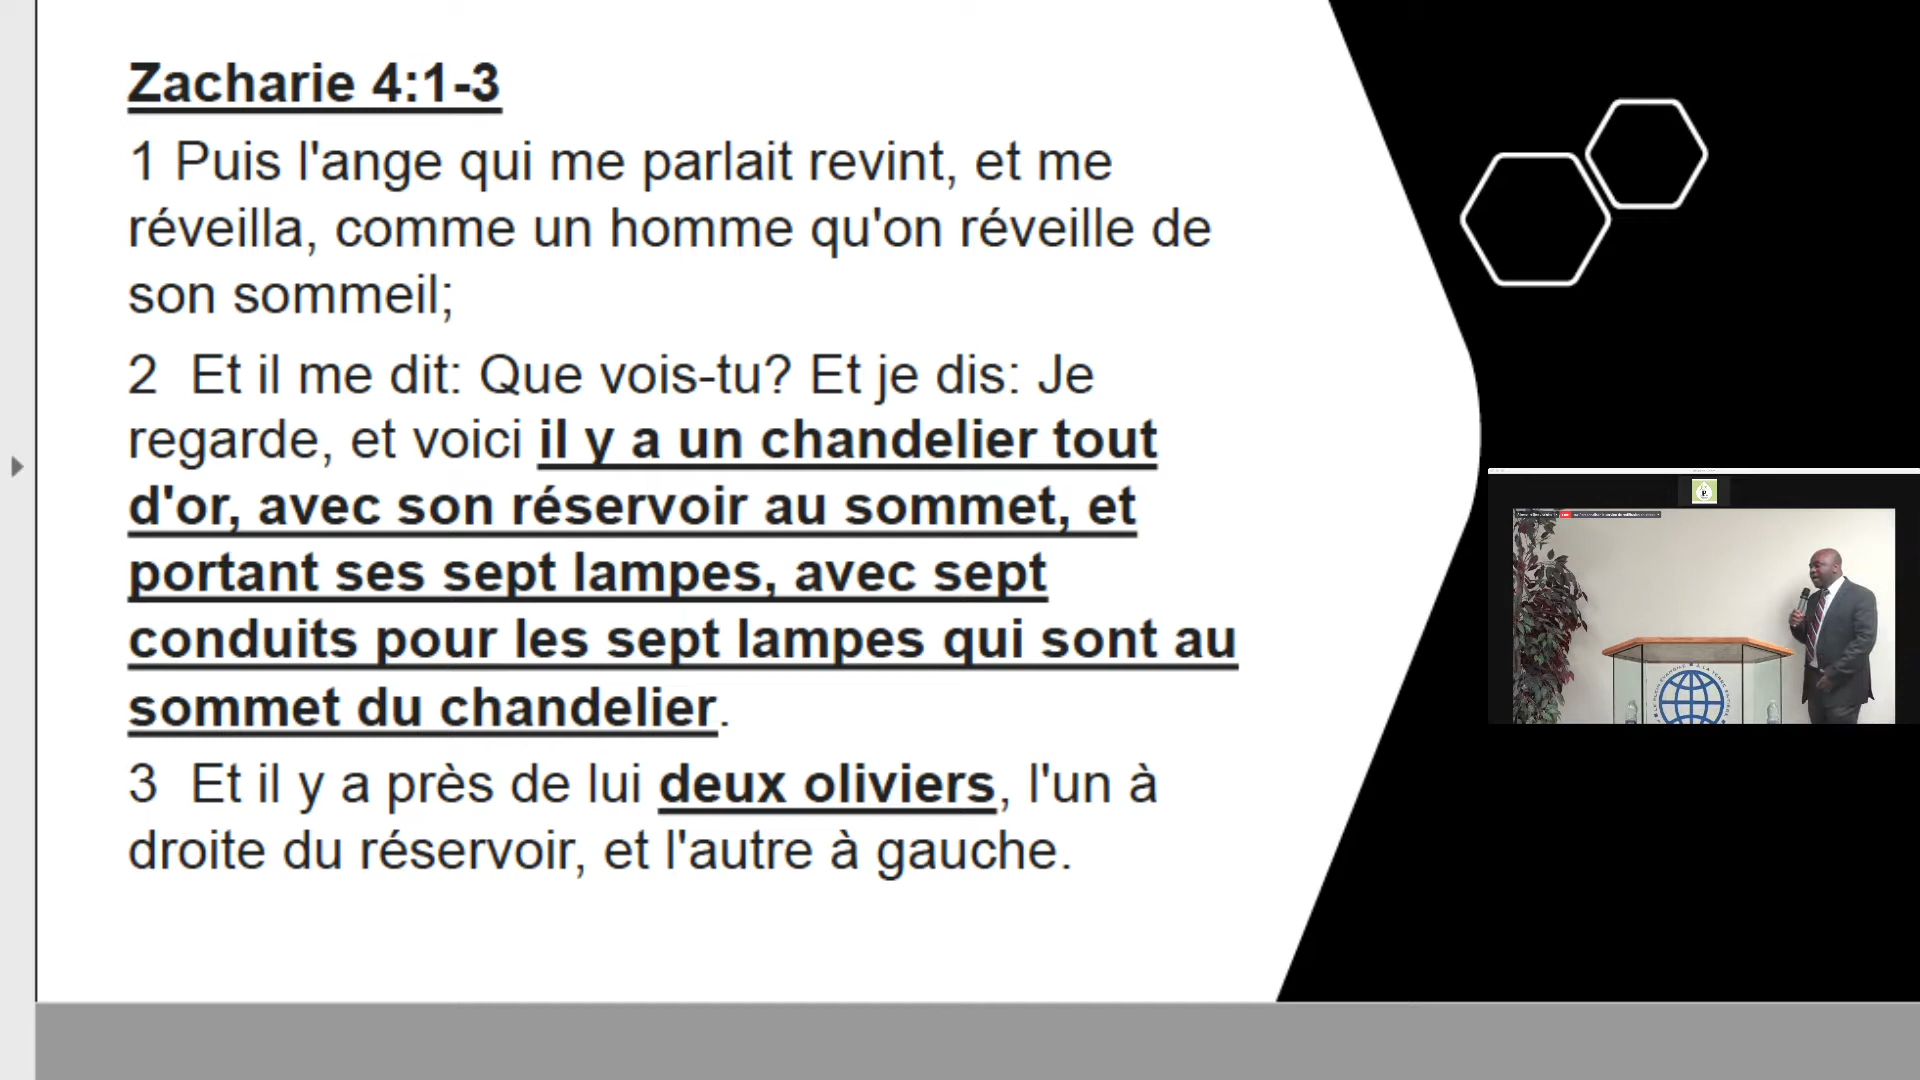 Zacharie 4:1-3
1 Puis l'ange qui me parlait revint, et me
réveilla, comme un homme qu'on réveille de
son sommeil;
2 Et il me dit: Que vois-tu? Et je dis: Je
regarde, et voici il y a un chandelier tout
d'or, avec son réservoir au sommet, et
portant ses sept lampes, avec sept
conduits pour les sept lampes qui sont au
sommet du chandelier.
3 Et il y a près de lui deux oliviers, l'un à
droite du réservoir, et l'autre à gauche.